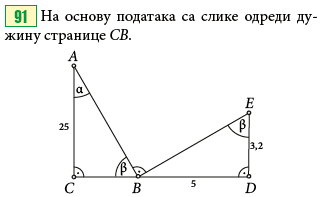 91 На основу података са слике одреди ду-
жину странице CB.
A
α
E
β
25
3,2
β
C
B
5
D